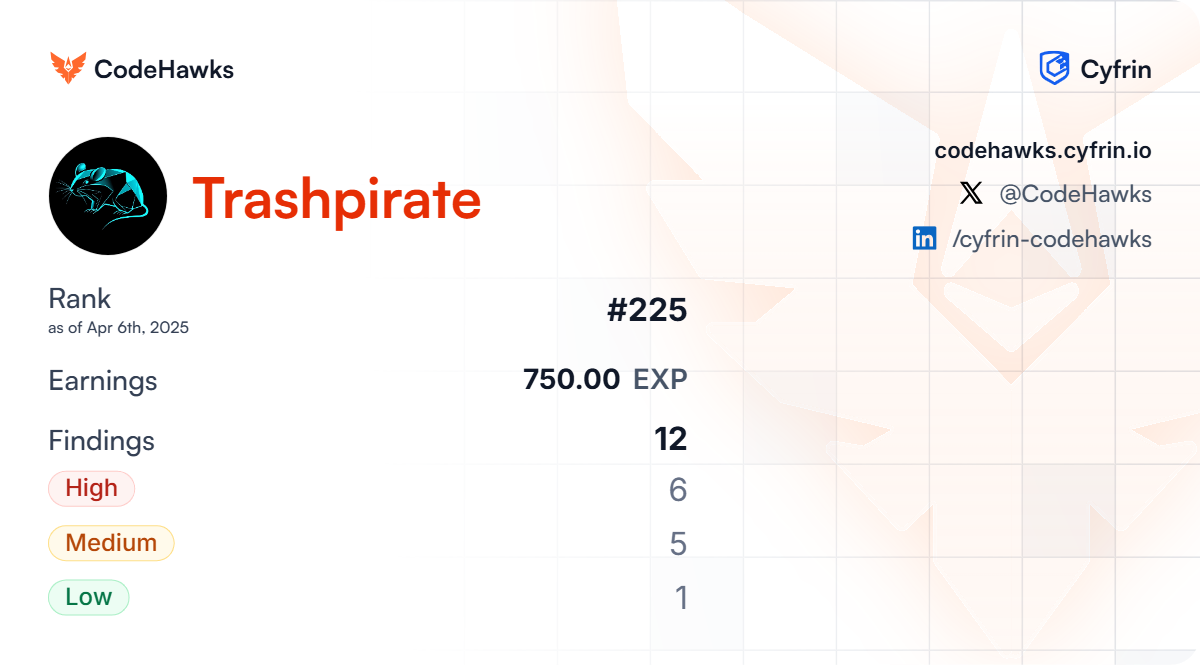 CodeHawks
Cyfrin
codehawks.cyfrin.io
@CodeHawks
/cyfrin-codehawks
Trashpirate
Rank
as of Apr 6th, 2025
#225
Earnings
750.00 EXP
Findings
12
High
6
Medium
5
Low
1